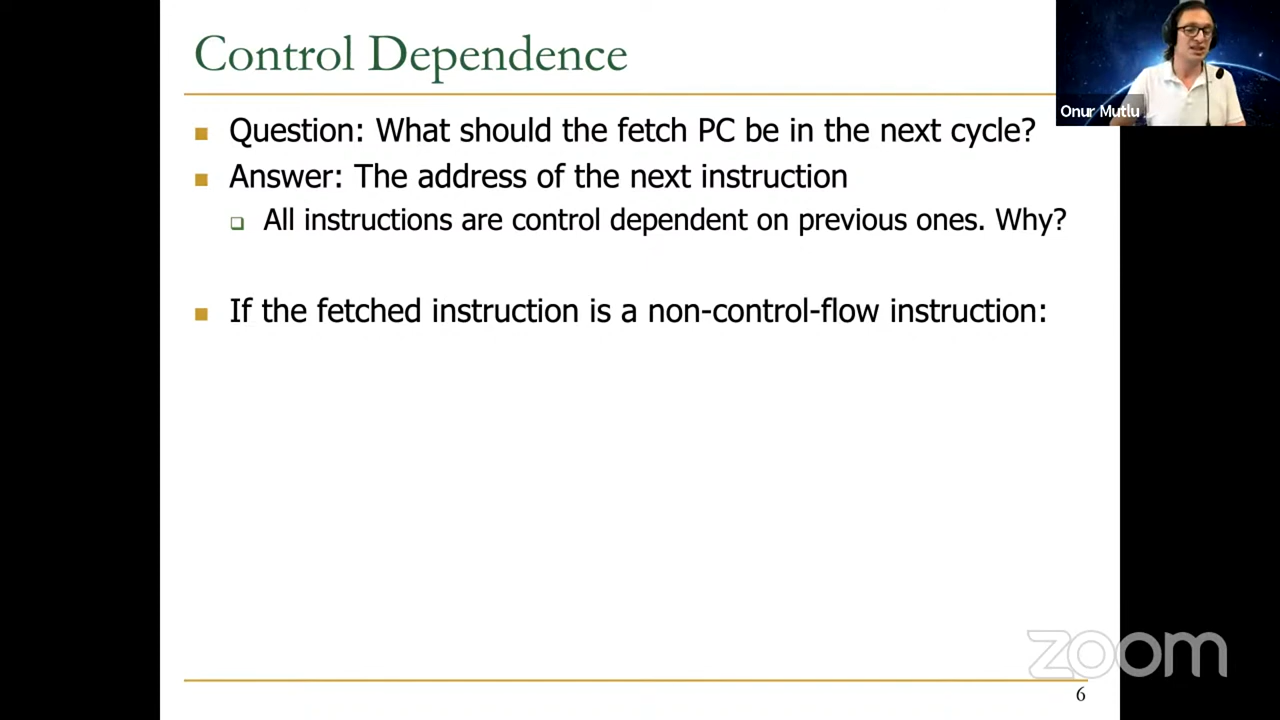 Control Dependence
Onur Mutlu
Question: What should the fetch PC be in the next cycle?
Answer: The address of the next instruction
All instructions are control dependent on previous ones. Why?
If the fetched instruction is a non-control-flow instruction:
zoom
6